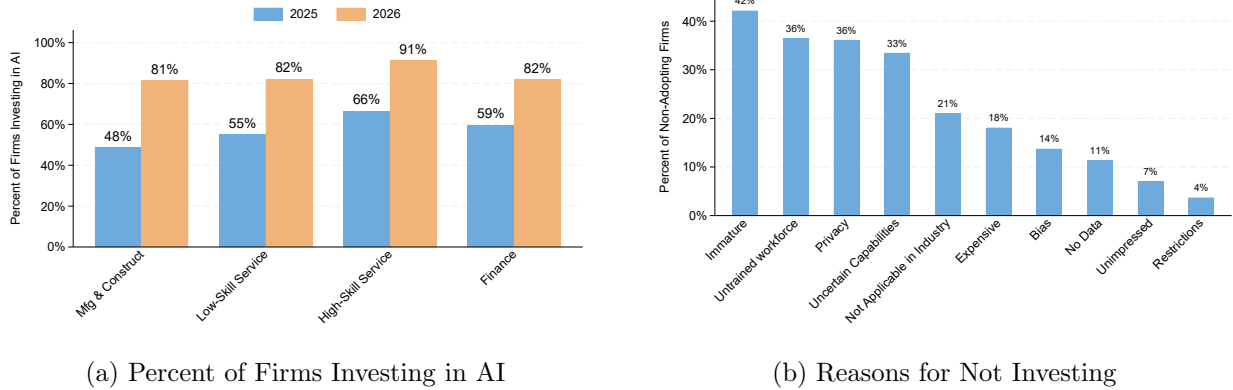 2025 2026
Percent of Firms Investing in AI
100%
80%
60%
40%
20%
0%
48% 81%
55% 82%
66% 91%
59% 82%
Mfg & Construct
Low-Skill Service
High-Skill Service
Finance
(a) Percent of Firms Investing in AI
Percent of Non-Adopting Firms
40%
30%
20%
10%
0%
42%
36%
36%
33%
21%
18%
14%
11%
7%
4%
Immature
Untrained workforce
Privacy
Uncertain Capabilities
Not Applicable in Industry
Expensive
Bias
No Data
Unimpressed
Restrictions
(b) Reasons for Not Investing